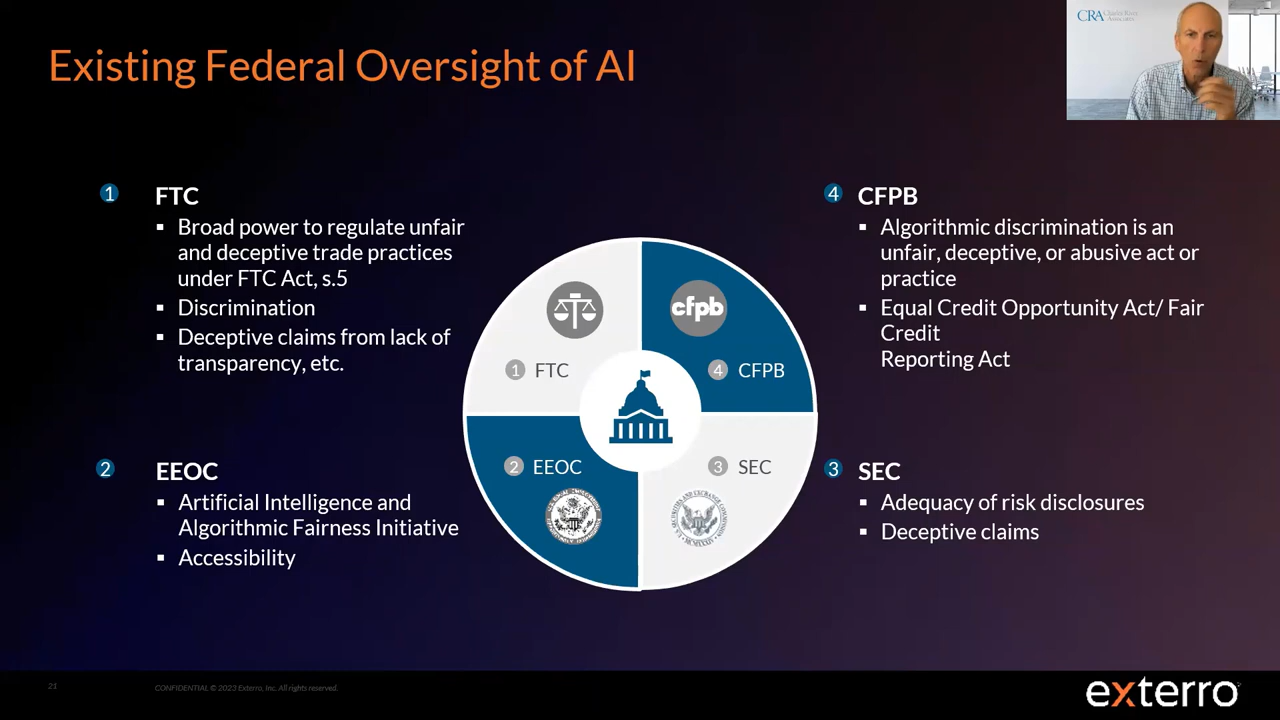 Existing Federal Oversight of AI
CRA Charles River
Associates
1 FTC
▪ Broad power to regulate unfair
and deceptive trade practices
under FTC Act, s.5
▪ Discrimination
▪ Deceptive claims from lack of
transparency, etc.
2 EEOC
▪ Artificial Intelligence and
Algorithmic Fairness Initiative
▪ Accessibility
cfpb
1 FTC
4 CFPB
2 EEOC
3 SEC
4 CFPB
▪ Algorithmic discrimination is an
unfair, deceptive, or abusive act or
practice
▪ Equal Credit Opportunity Act/ Fair
Credit
Reporting Act
3 SEC
▪ Adequacy of risk disclosures
▪ Deceptive claims
21
CONFIDENTIAL © 2023 Exterro, Inc. All rights reserved.
exterro